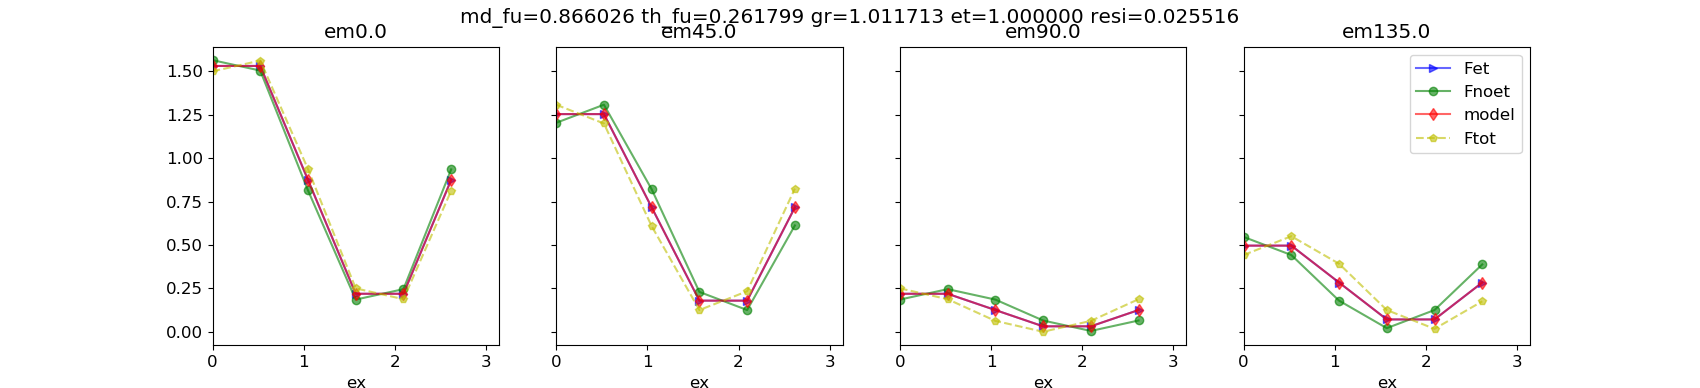 md_fu=0.866026 th_fu=0.261799 gr=1.011713 et=1.000000 resi=0.025516
em0.0 em45.0 em90.0 em135.0
1.50
1.25
1.00
0.75
0.50
0.25
0.00
Fet
Fnoet
model
Ftot
0 1 2 3 0 1 2 3 0 1 2 3 0 1 2 3
ex ex ex ex